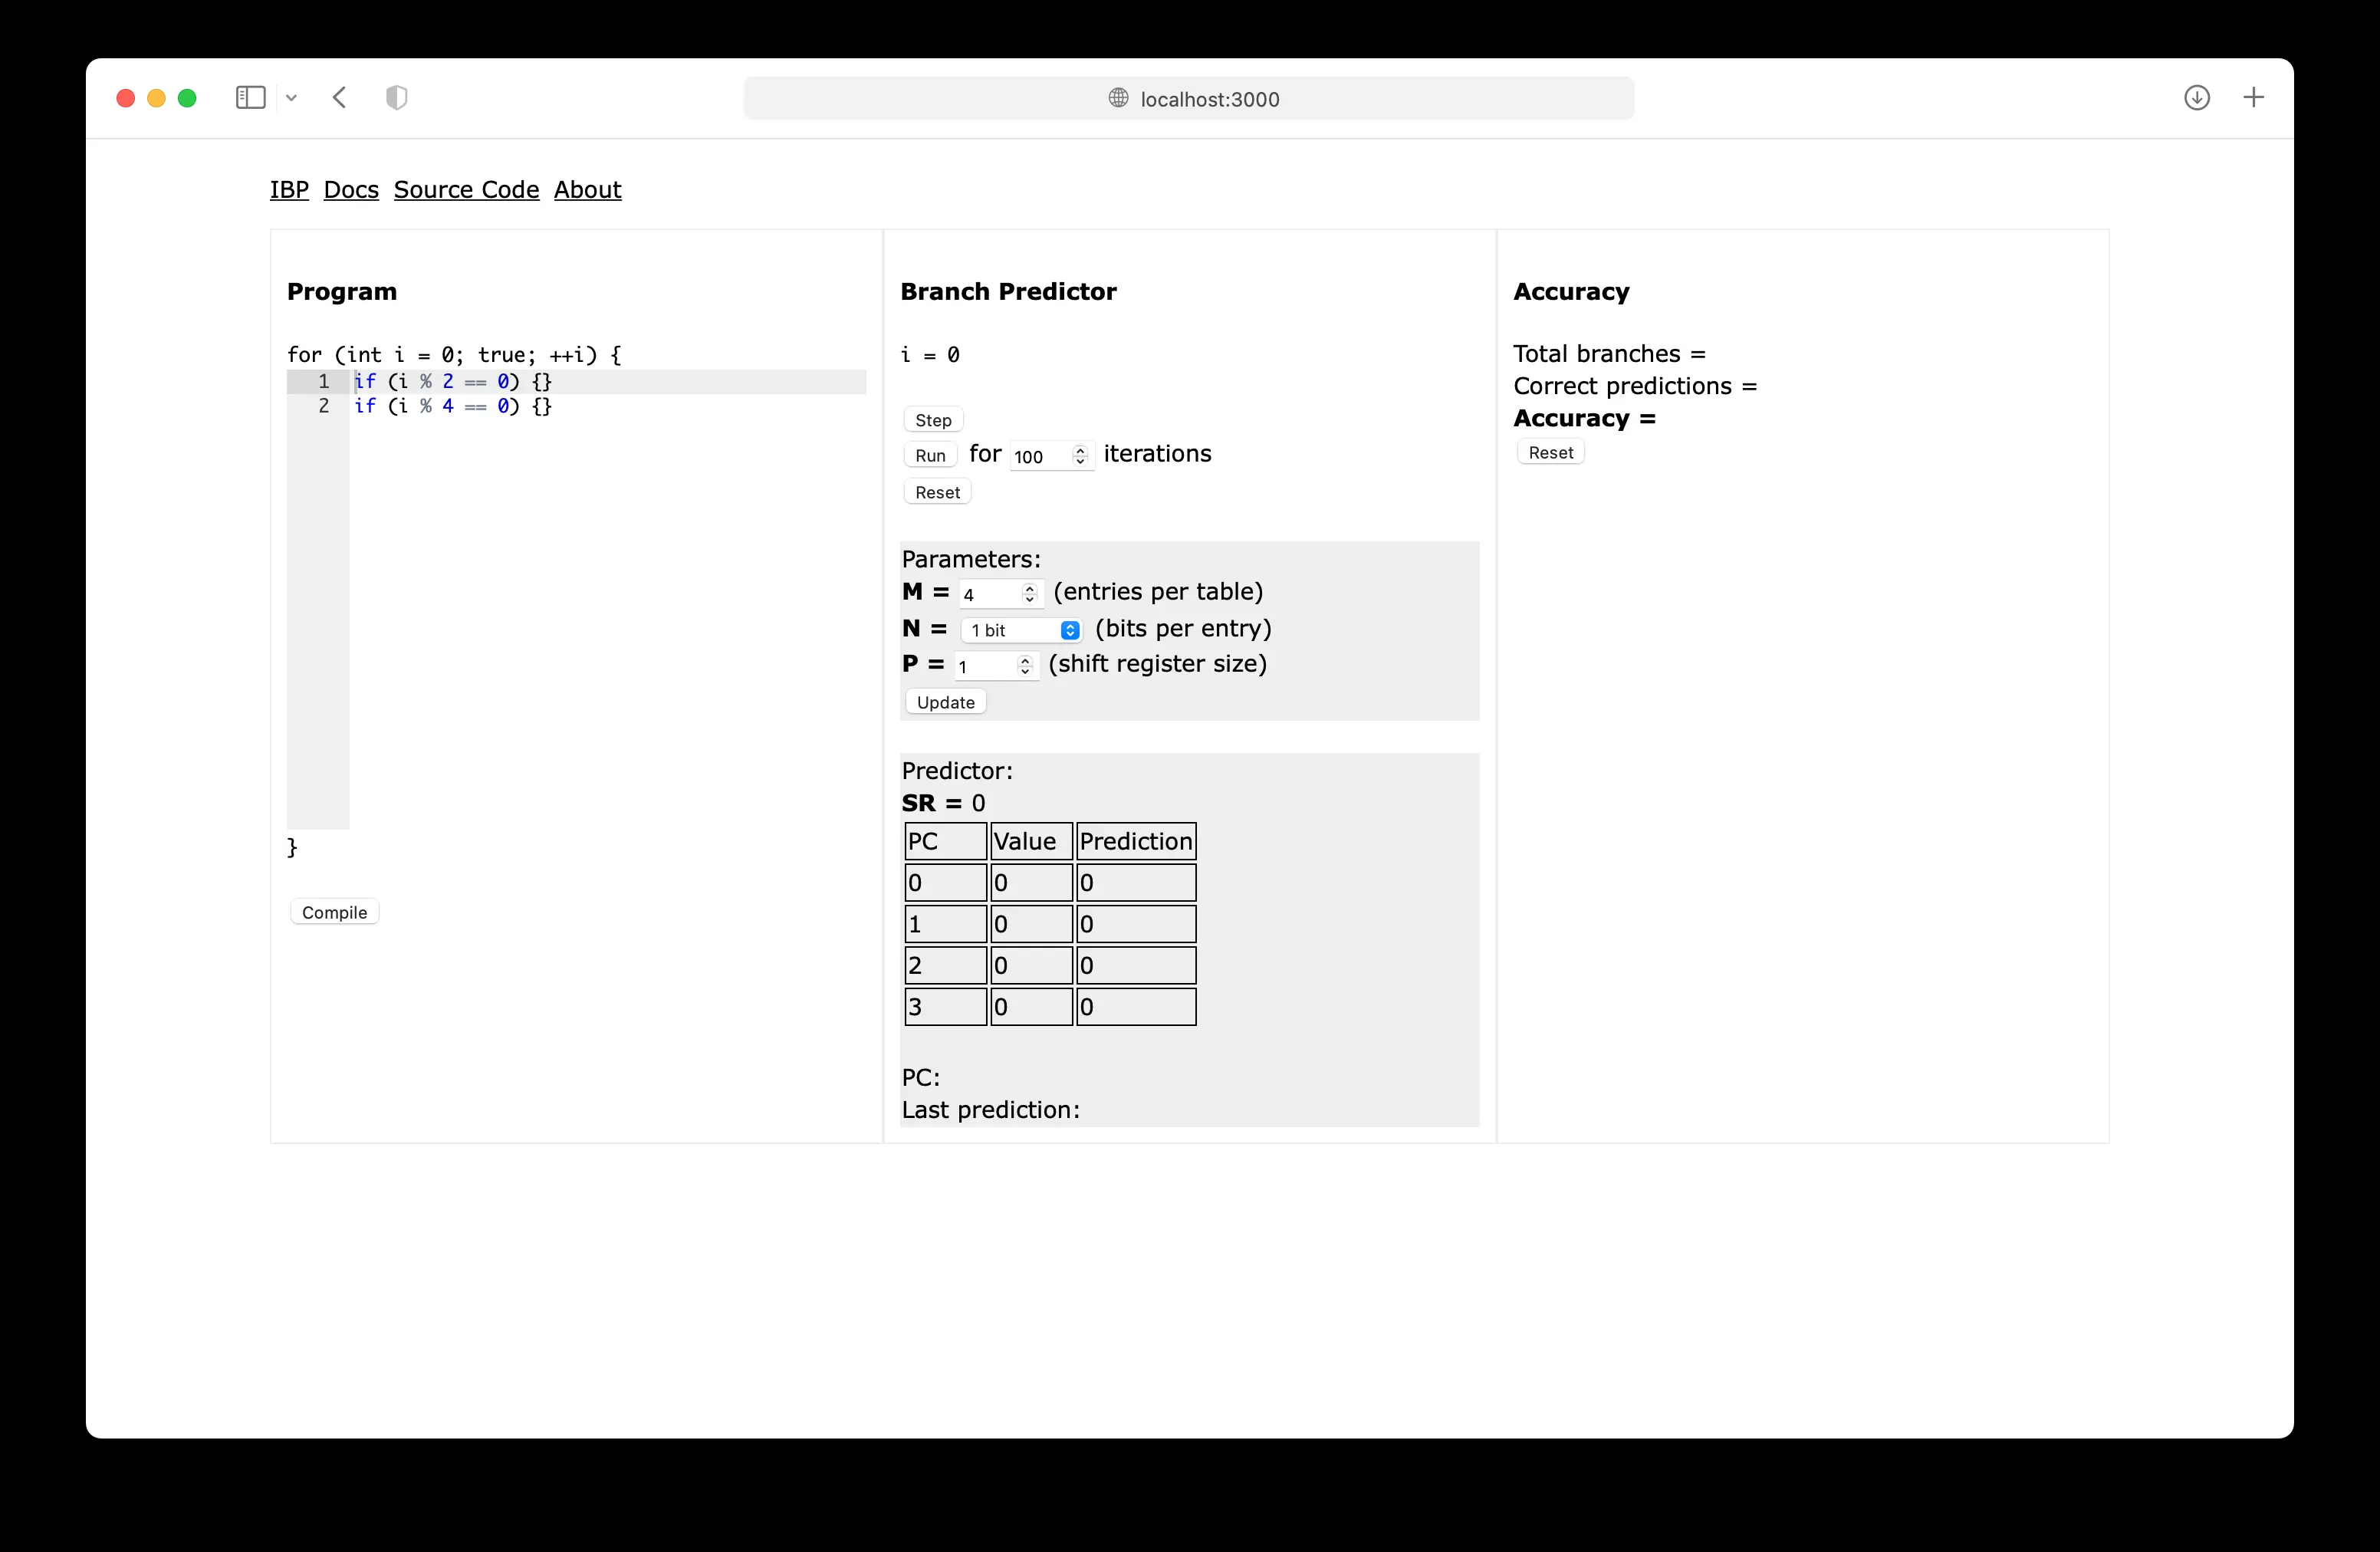 localhost:3000
IBP Docs Source Code About
Program
for (int i = 0; true; ++i) {
1 if (i % 2 == 0) {}
2 if (i % 4 == 0) {}
}
Compile
Branch Predictor
i = 0
Step
Run for 100 iterations
Reset
Parameters:
M = 4 (entries per table)
N = 1 bit (bits per entry)
P = 1 (shift register size)
Update
Predictor:
SR = 0
PC Value Prediction
0 0 0
1 0 0
2 0 0
3 0 0
PC:
Last prediction:
Accuracy
Total branches =
Correct predictions =
Accuracy =
Reset